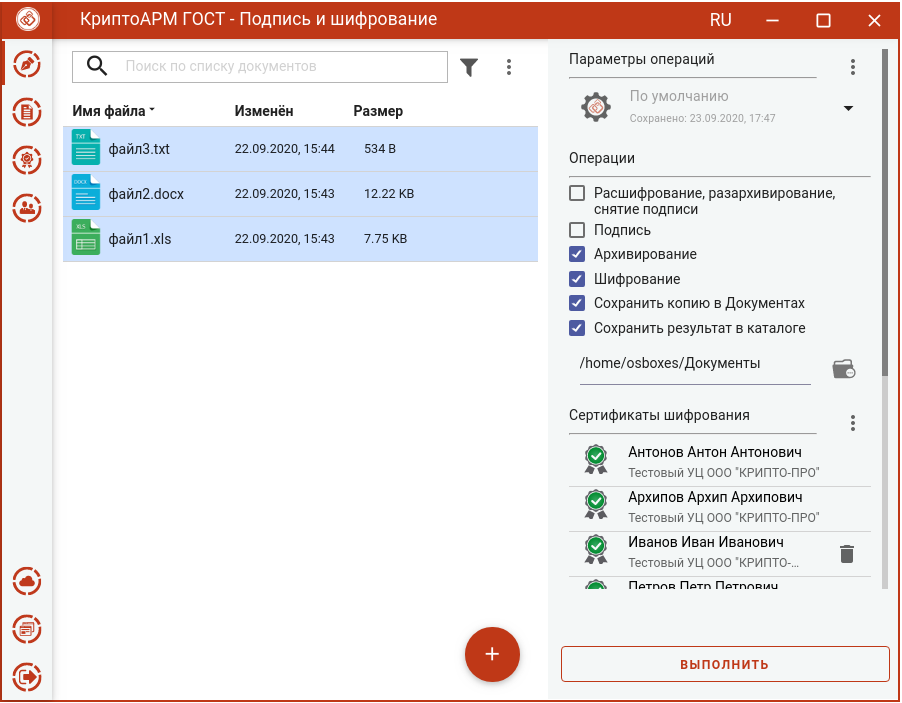 КриптоАРМ ГОСТ - Подпись и шифрование
RU
Поиск по списку документов
Имя файла
Изменён
Размер
TXT
файл3.txt
22.09.2020, 15:44
534 B
DOCX
файл2.docx
22.09.2020, 15:43
12.22 KB
XLS
файл1.xls
22.09.2020, 15:43
7.75 KB
Параметры операций
По умолчанию
Сохранено: 23.09.2020, 17:47
Операции
Расшифрование, разархивирование,
снятие подписи
Подпись
Архивирование
Шифрование
Сохранить копию в Документах
Сохранить результат в каталоге
/home/osboxes/Документы
Сертификаты шифрования
Антонов Антон Антонович
Тестовый УЦ ООО "КРИПТО-ПРО"
Архипов Архип Архипович
Тестовый УЦ ООО "КРИПТО-ПРО"
Иванов Иван Иванович
Тестовый УЦ ООО "КРИПТО-...
Петров Петр Петрович
ВЫПОЛНИТЬ